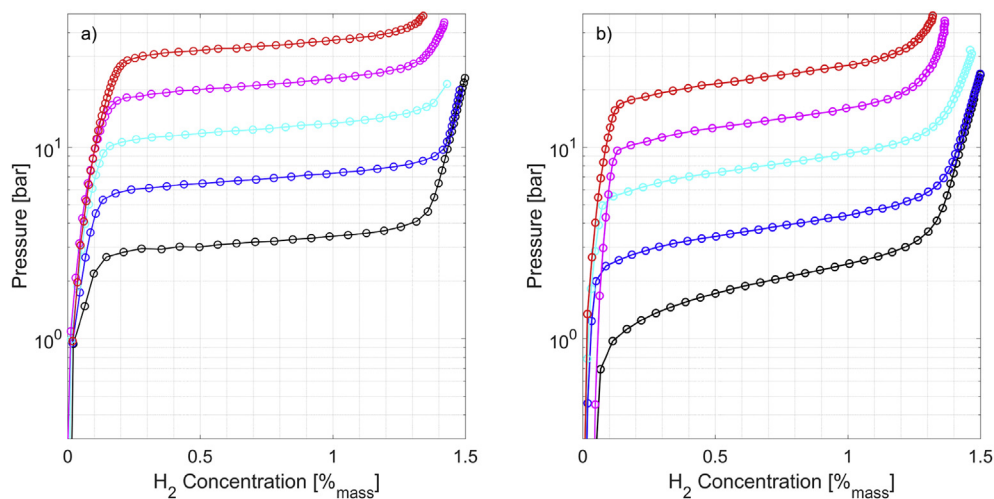 a)
10¹
10⁰
Pressure [bar]
0
0.5
1
1.5
H₂ Concentration [%mass]
b)
10¹
10⁰
Pressure [bar]
0
0.5
1
1.5
H₂ Concentration [%mass]